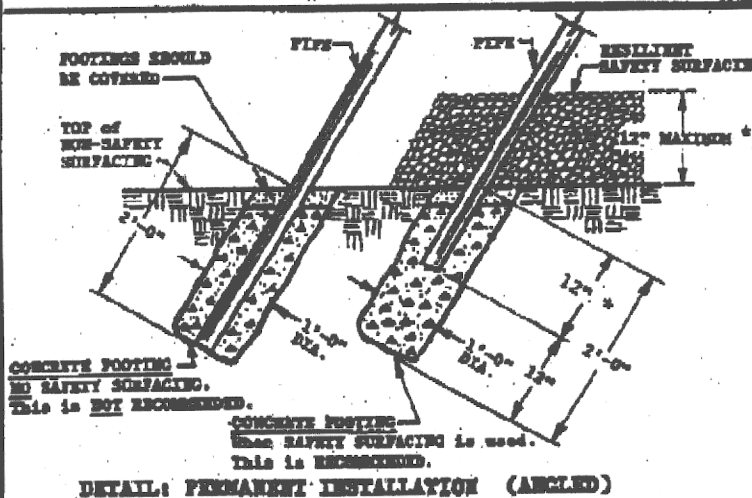 FOOTINGS SHOULD
BE COVERED
PIPE
PIPE
RESILIENT
SAFETY SURFACING
TOP of
NON-SAFETY
SURFACING
12" MAXIMUM *
2'-0"
12" *
2'-0"
1'-0"
DIA.
1'-0"
DIA.
12"
CONCRETE FOOTING
NO SAFETY SURFACING.
This is NOT RECOMMENDED.
CONCRETE FOOTING
When SAFETY SURFACING is used.
This is RECOMMENDED.
DETAIL: PERMANENT INSTALLATION (ANGLED)